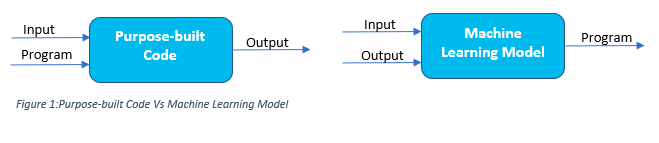 Input
Program
Purpose-built
Code
Output
Input
Output
Machine
Learning Model
Program
Figure 1:Purpose-built Code Vs Machine Learning Model